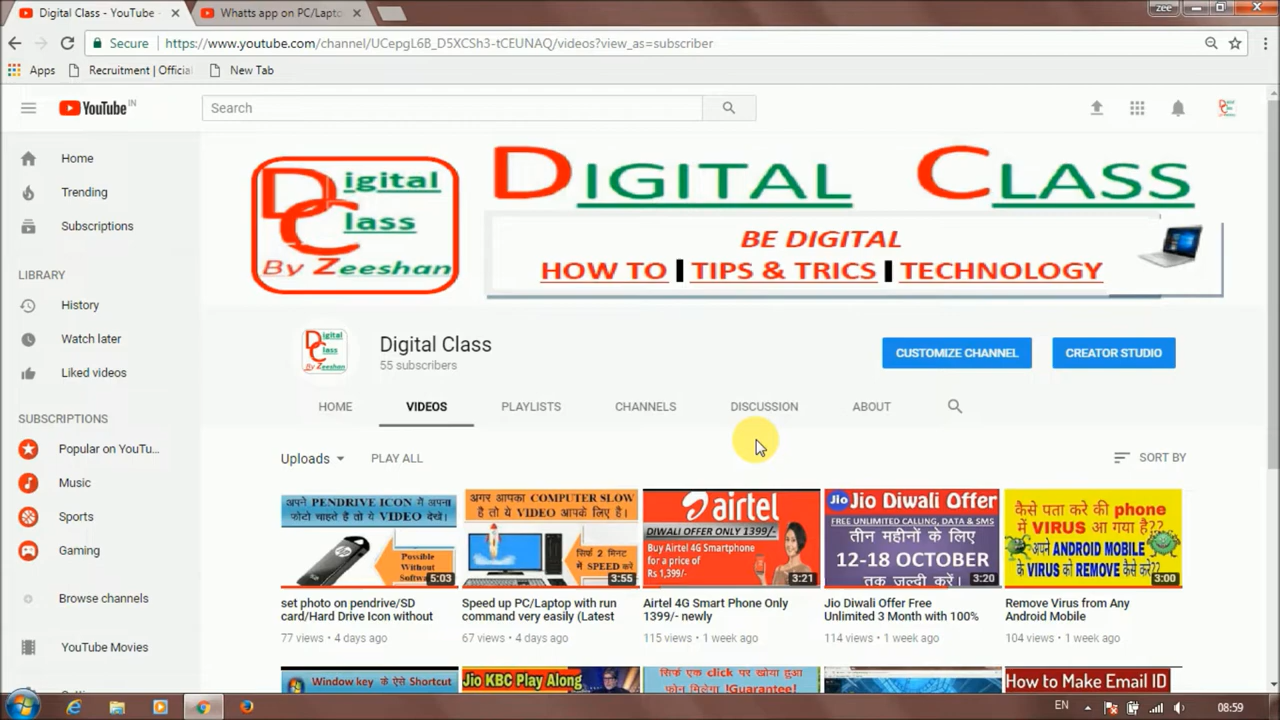 Digital Class - YouTube -
Whatts app on PC/Lapto
zee
Secure
https://www.youtube.com/channel/UCepgL6B_D5XCSh3-tCEUNAQ/videos?view_as=subscriber
Apps
Recruitment | Official
New Tab
YouTube IN
Search
Home
Trending
Subscriptions
LIBRARY
History
Watch later
Liked videos
SUBSCRIPTIONS
Popular on YouTu...
Music
Sports
Gaming
Browse channels
YouTube Movies
Digital
Class
By Zeeshan
DIGITAL CLASS
BE DIGITAL
HOW TO | TIPS & TRICS | TECHNOLOGY
Digital
Class
By Zeeshan
Digital Class
55 subscribers
CUSTOMIZE CHANNEL
CREATOR STUDIO
HOME
VIDEOS
PLAYLISTS
CHANNELS
DISCUSSION
ABOUT
Uploads
PLAY ALL
SORT BY
अपने PENDRIVE ICON में अपना
फोटो चाहते हैं तो ये VIDEO देखें.
Possible
Without
5:03
set photo on pendrive/SD
card/Hard Drive Icon without
77 views • 4 days ago
अगर आपका COMPUTER SLOW
है तो ये VIDEO आपके लिए है.
सिर्फ 2 मिनट
में SPEED करें
3:55
Speed up PC/Laptop with run
command very easily (Latest
67 views • 4 days ago
airtel
DIWALI OFFER ONLY 1399/-
Buy Airtel 4G Smartphone
for a price of
Rs 1,399/-
3:21
Airtel 4G Smart Phone Only
1399/- newly
115 views • 1 week ago
Jio Jio Diwali Offer
FREE UNLIMITED CALLING, DATA & SMS
तीन महीनों के लिए
12-18 OCTOBER
तक जल्दी करें.
3:20
Jio Diwali Offer Free
Unlimited 3 Month with 100%
114 views • 1 week ago
कैसे पता करे की phone
में VIRUS आ गया है??
अपने ANDROID MOBILE
के VIRUS को REMOVE कैसे करें??
3:00
Remove Virus from Any
Android Mobile
104 views • 1 week ago
Window key के ऐसे Shortcut
Jio KBC Play Along
सिर्फ एक click पर खोया हुआ
फोन मिलेगा !Guarantee!
How to Make Email ID
EN
08:59